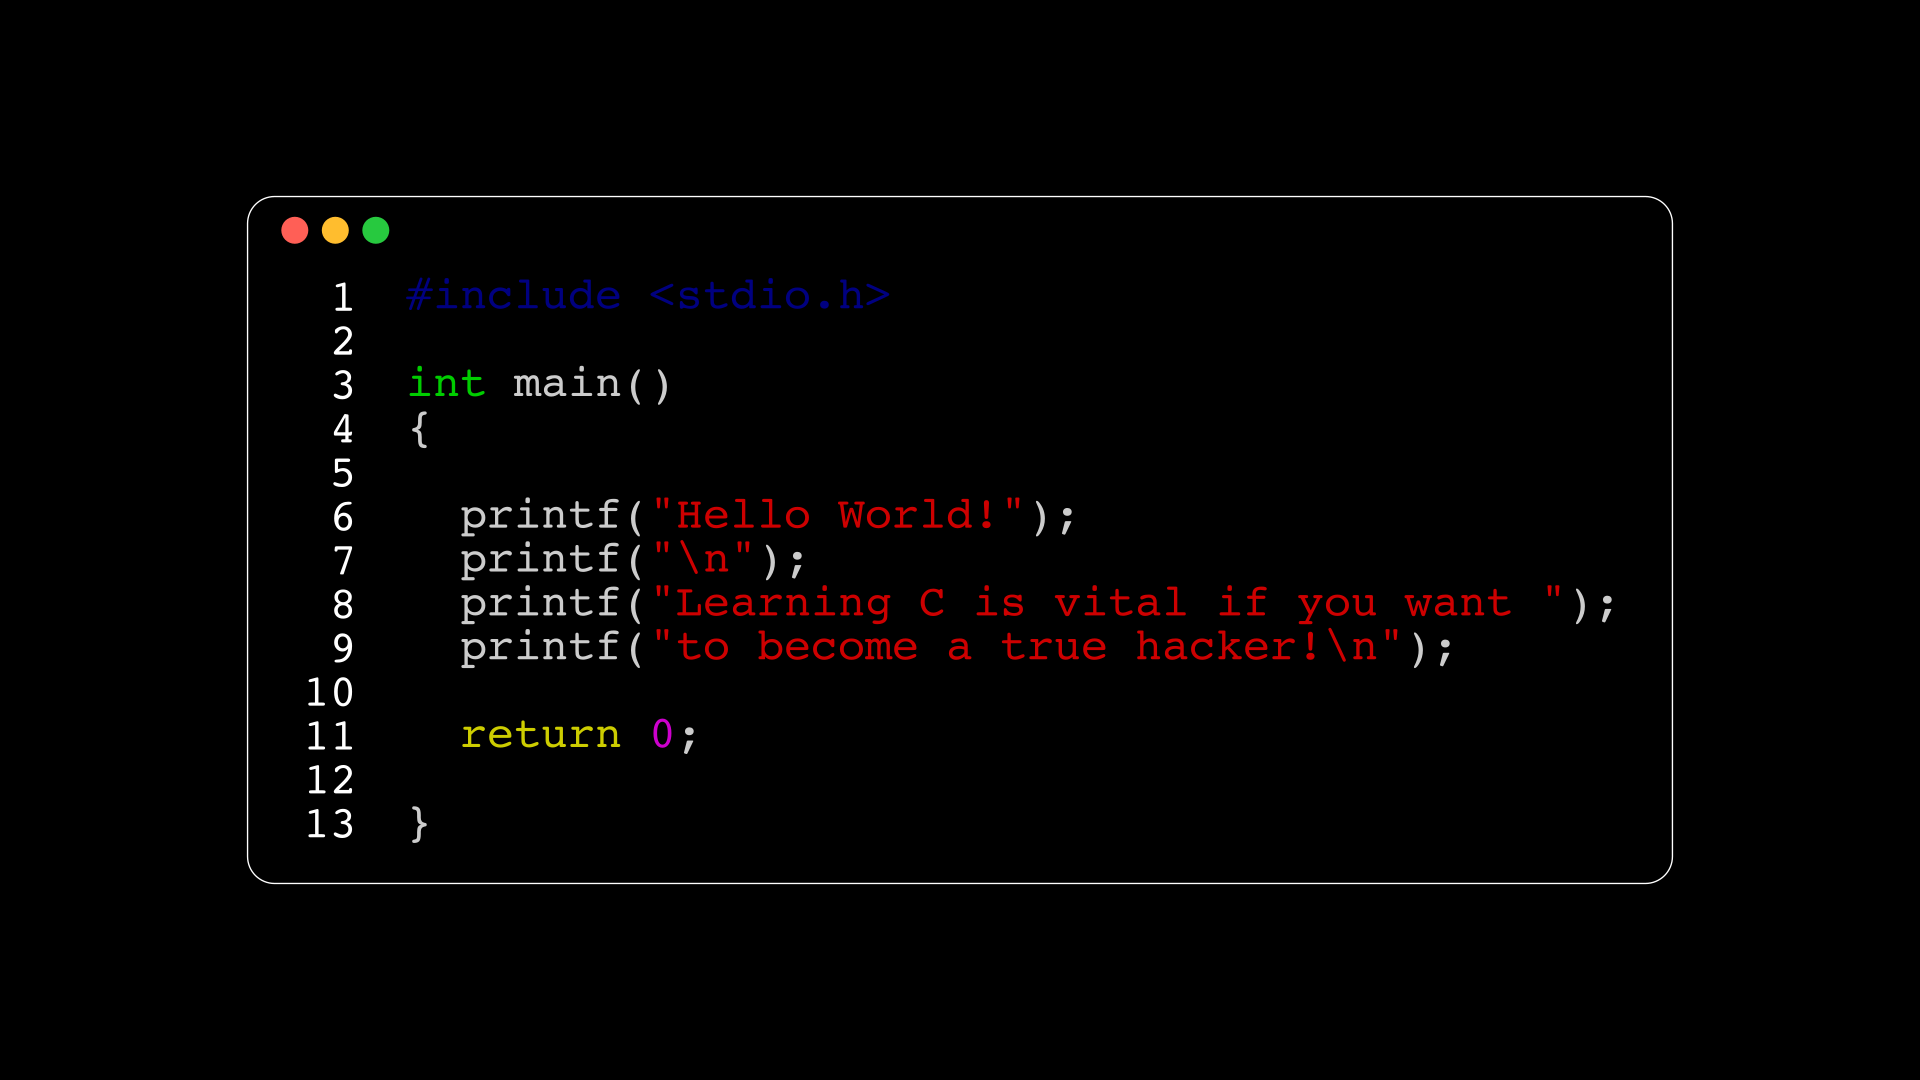 1 #include <stdio.h>
2
3 int main()
4 {
5
6   printf("Hello World!");
7   printf("\n");
8   printf("Learning C is vital if you want ");
9   printf("to become a true hacker!\n");
10
11   return 0;
12
13 }